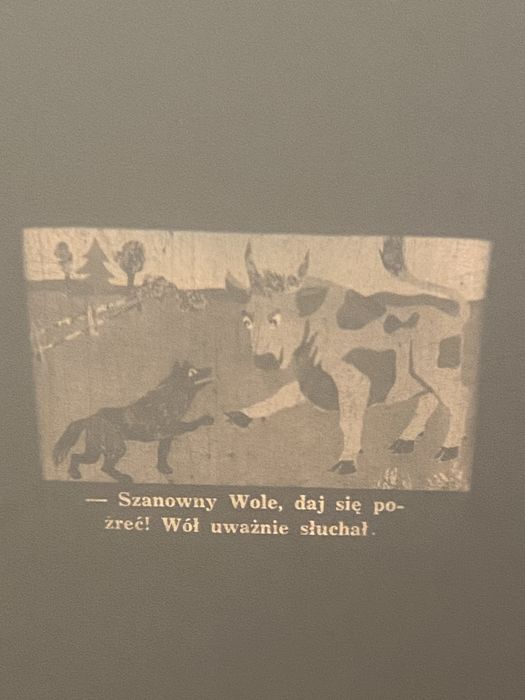 — Szanowny Wole, daj się po-
żreć! Wół uważnie słuchał.